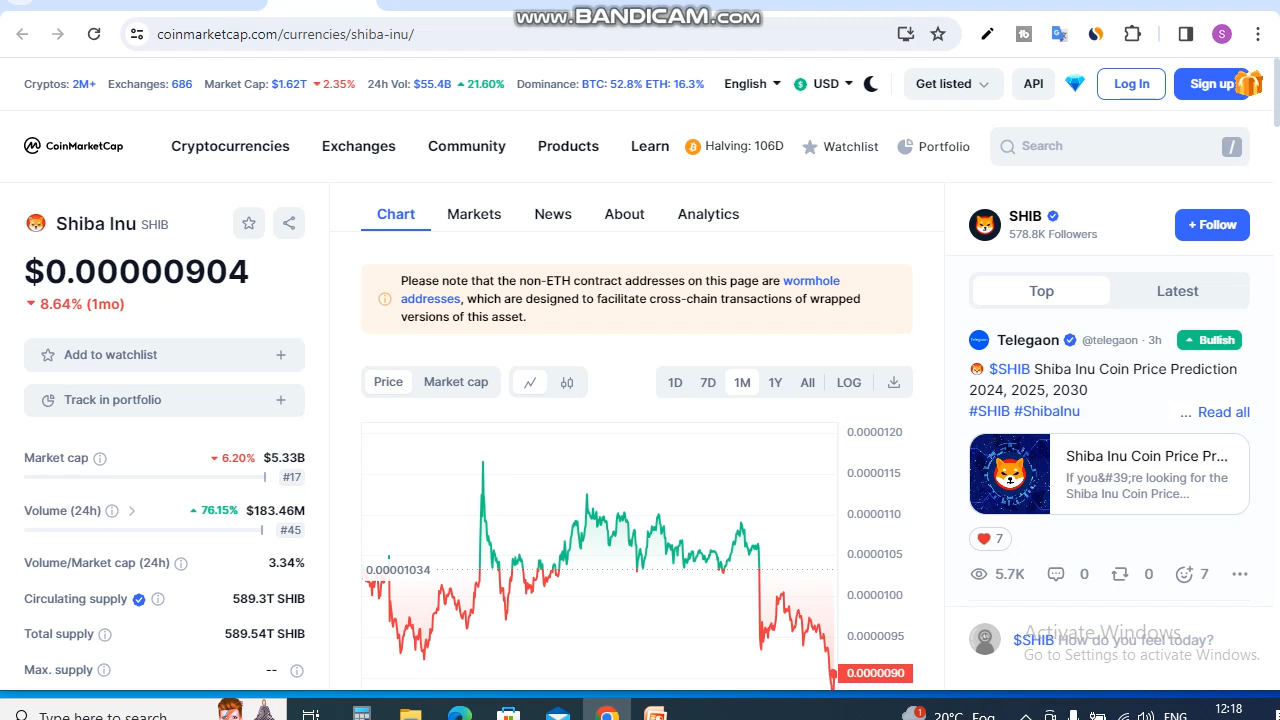 www.BANDICAM.com
coinmarketcap.com/currencies/shiba-inu/
S
Cryptos: 2M+ Exchanges: 686 Market Cap: $1.62T 2.35% 24h Vol: $55.4B 21.60% Dominance: BTC: 52.8% ETH: 16.3% English USD Get listed API Log In Sign up
CoinMarketCap Cryptocurrencies Exchanges Community Products Learn Halving: 106D Watchlist Portfolio Search /
Shiba Inu SHIB
$0.00000904
8.64% (1mo)
Add to watchlist +
Track in portfolio +
Market cap 6.20% $5.33B
#17
Volume (24h) 76.15% $183.46M
#45
Volume/Market cap (24h) 3.34%
Circulating supply 589.3T SHIB
Total supply 589.54T SHIB
Max. supply --
Chart Markets News About Analytics
Please note that the non-ETH contract addresses on this page are wormhole
addresses, which are designed to facilitate cross-chain transactions of wrapped
versions of this asset.
Price Market cap 1D 7D 1M 1Y All LOG
0.0000120
0.0000115
0.0000110
0.0000105
0.00001034
0.0000100
0.0000095
0.0000090
SHIB
578.8K Followers
+ Follow
Top Latest
Telegaon @telegaon · 3h Bullish
$SHIB Shiba Inu Coin Price Prediction
2024, 2025, 2030
#SHIB #ShibaInu ... Read all
Shiba Inu Coin Price Pr...
If you&#39;re looking for the
Shiba Inu Coin Price...
7
5.7K 0 0 7
$SHIB How do you feel today?
Activate Windows
Go to Settings to activate Windows.
Type here to search
1 20°C Fog ENG 12:18